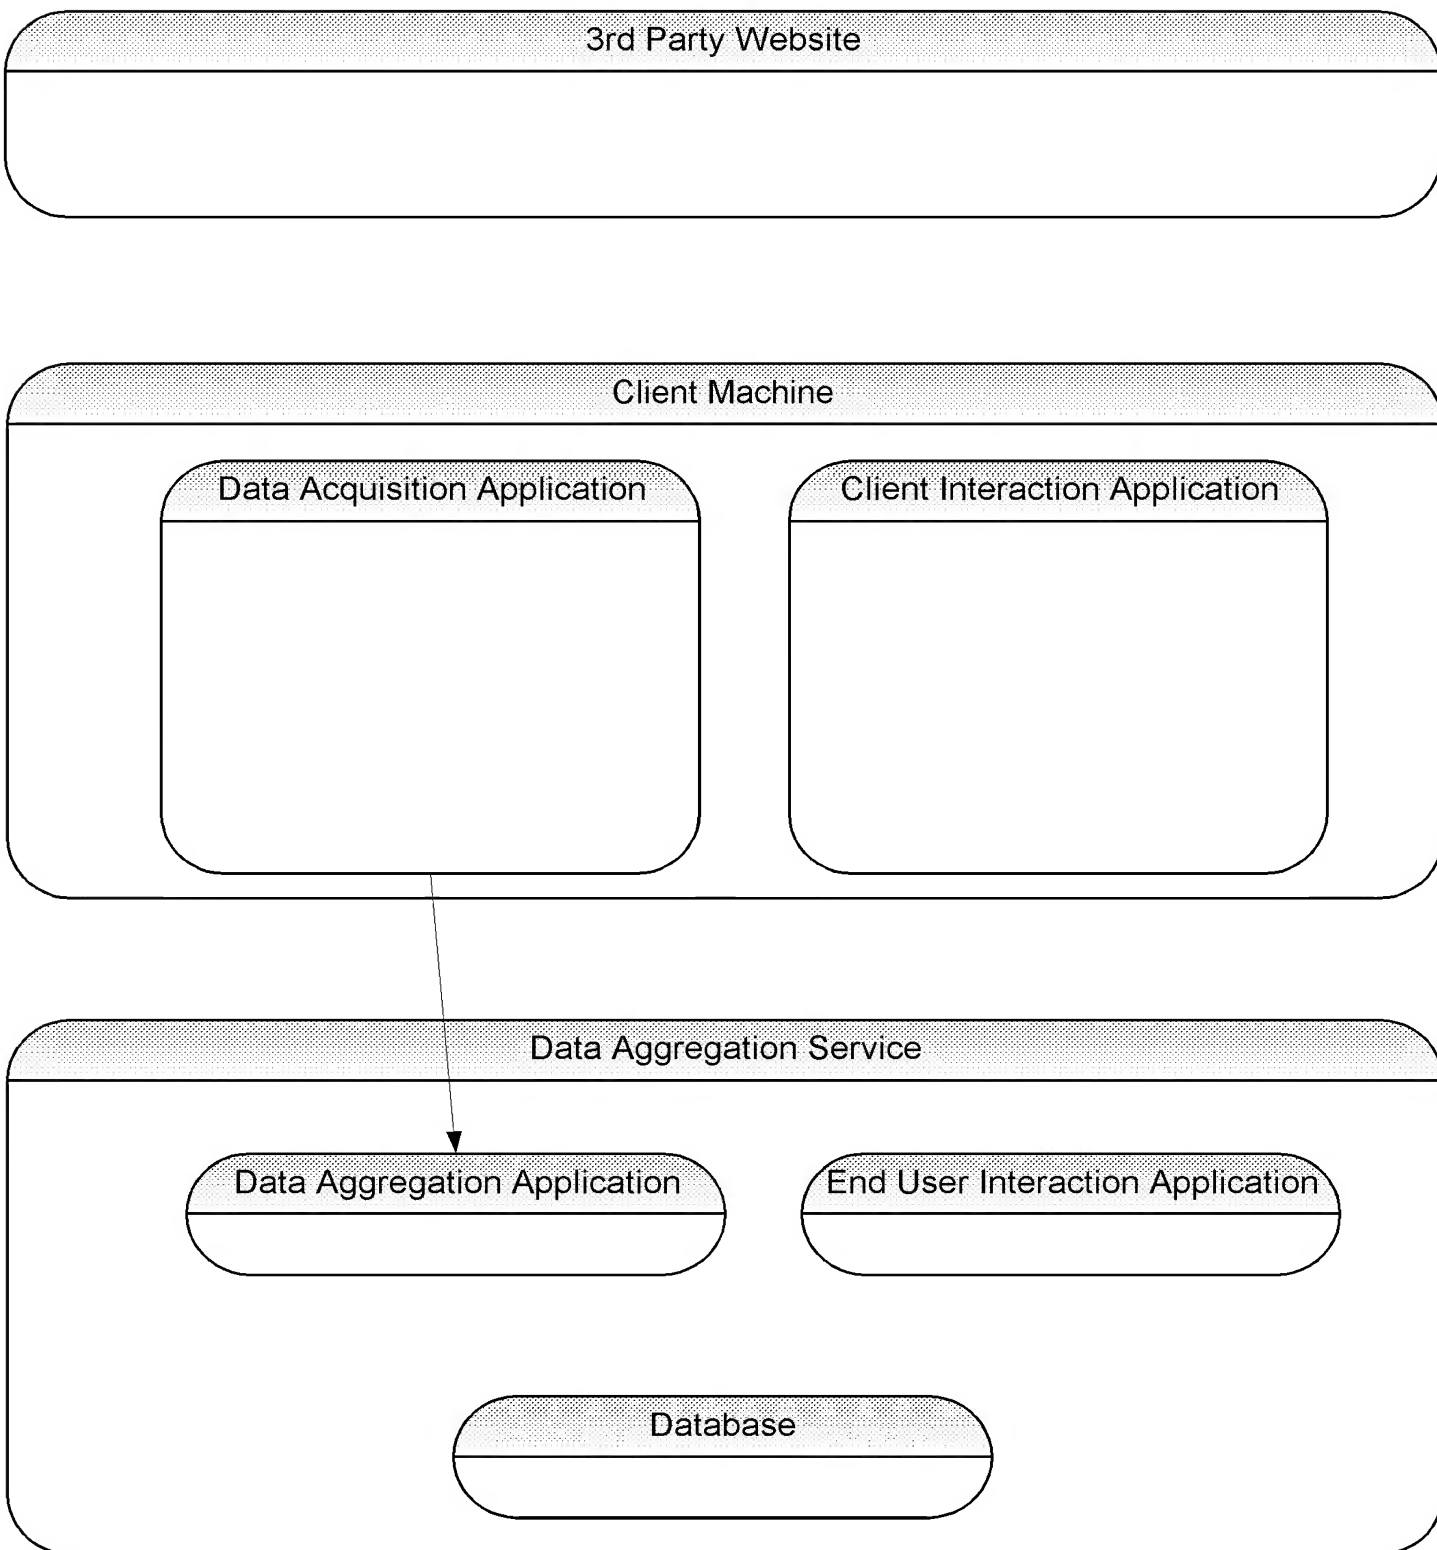 3rd Party Website
Client Machine
Data Acquisition Application
Client Interaction Application
Data Aggregation Service
Data Aggregation Application
End User Interaction Application
Database